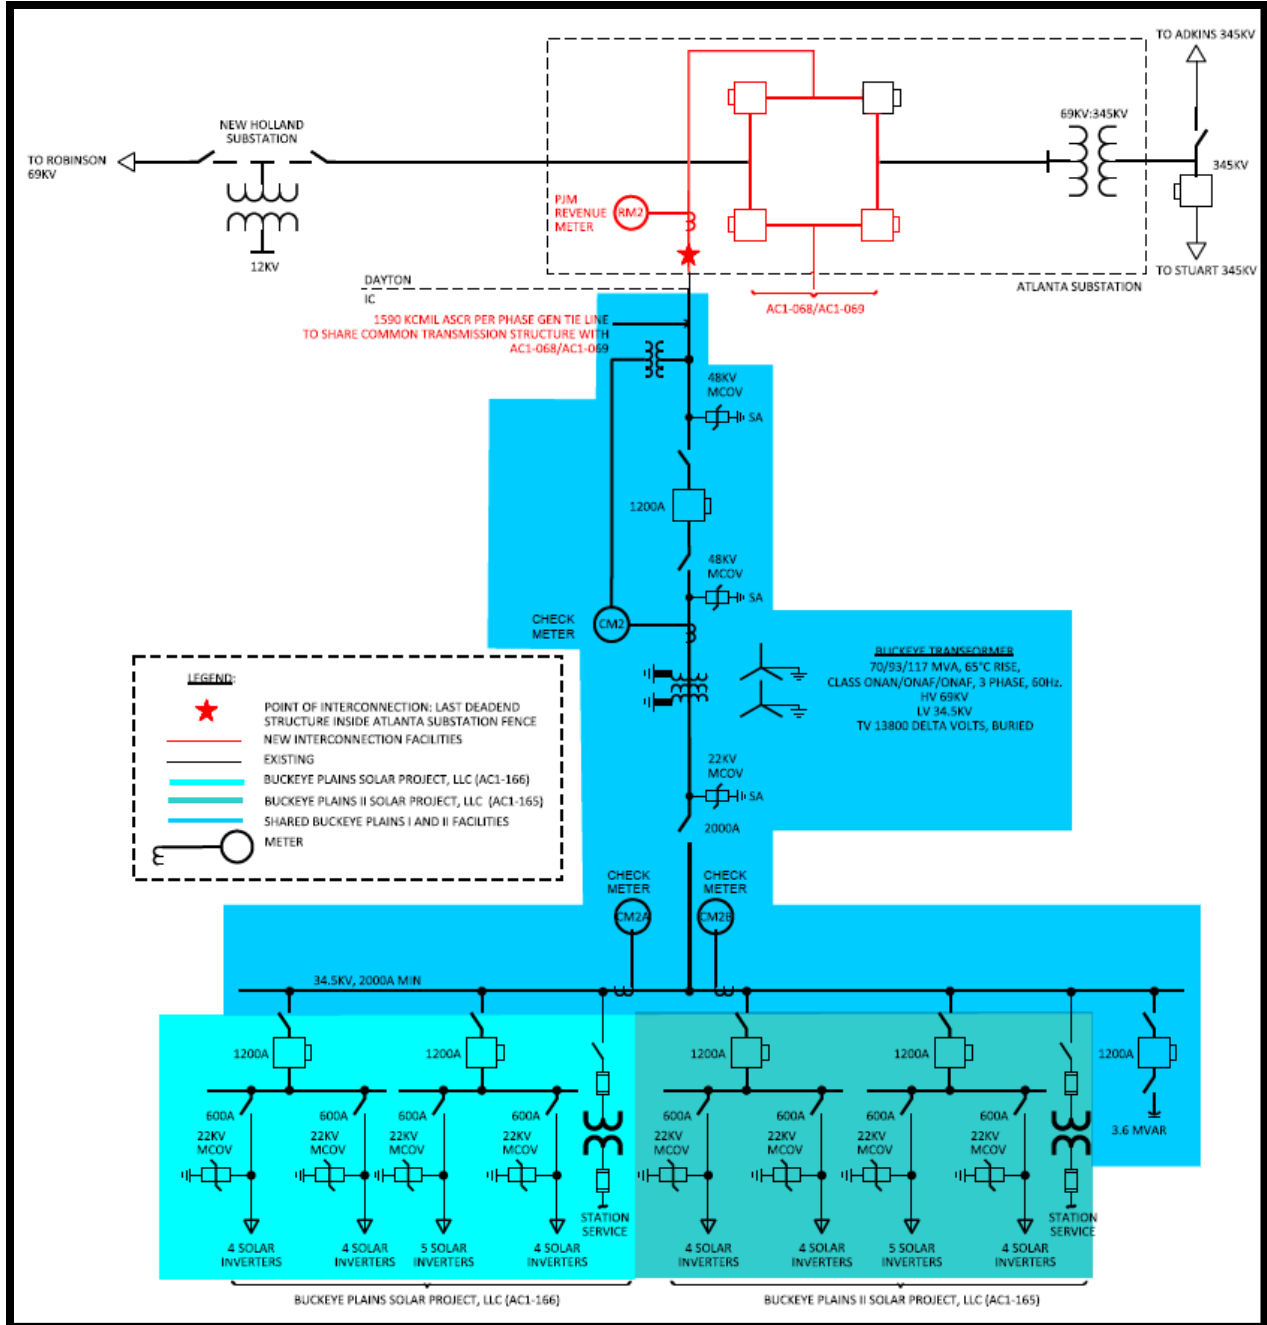 TO ADKINS 345KV
69KV:345KV
NEW HOLLAND
SUBSTATION
TO ROBINSON
69KV
345KV
PJM
REVENUE
METER
RM2
12KV
TO STUART 345KV
DAYTON
IC
ATLANTA SUBSTATION
AC1-068/AC1-069
1590 KCMIL ASCR PER PHASE GEN TIE LINE
TO SHARE COMMON TRANSMISSION STRUCTURE WITH
AC1-068/AC1-069
48KV
MCOV
SA
1200A
48KV
MCOV
SA
CHECK
METER
CM2
BUCKEYE TRANSFORMER
70/93/117 MVA, 65°C RISE,
CLASS ONAN/ONAF/ONAF, 3 PHASE, 60Hz.
HV 69KV
LV 34.5KV
TV 13800 DELTA VOLTS, BURIED
LEGEND:
POINT OF INTERCONNECTION: LAST DEADEND
STRUCTURE INSIDE ATLANTA SUBSTATION FENCE
NEW INTERCONNECTION FACILITIES
EXISTING
BUCKEYE PLAINS SOLAR PROJECT, LLC (AC1-166)
BUCKEYE PLAINS II SOLAR PROJECT, LLC (AC1-165)
SHARED BUCKEYE PLAINS I AND II FACILITIES
METER
22KV
MCOV
SA
2000A
CHECK
METER
CM2A
CHECK
METER
CM2B
34.5KV, 2000A MIN
1200A
1200A
1200A
1200A
1200A
600A
600A
600A
600A
600A
600A
600A
600A
22KV
MCOV
22KV
MCOV
22KV
MCOV
22KV
MCOV
22KV
MCOV
22KV
MCOV
22KV
MCOV
22KV
MCOV
3.6 MVAR
STATION
SERVICE
STATION
SERVICE
4 SOLAR
INVERTERS
4 SOLAR
INVERTERS
5 SOLAR
INVERTERS
4 SOLAR
INVERTERS
4 SOLAR
INVERTERS
4 SOLAR
INVERTERS
5 SOLAR
INVERTERS
4 SOLAR
INVERTERS
BUCKEYE PLAINS SOLAR PROJECT, LLC (AC1-166)
BUCKEYE PLAINS II SOLAR PROJECT, LLC (AC1-165)